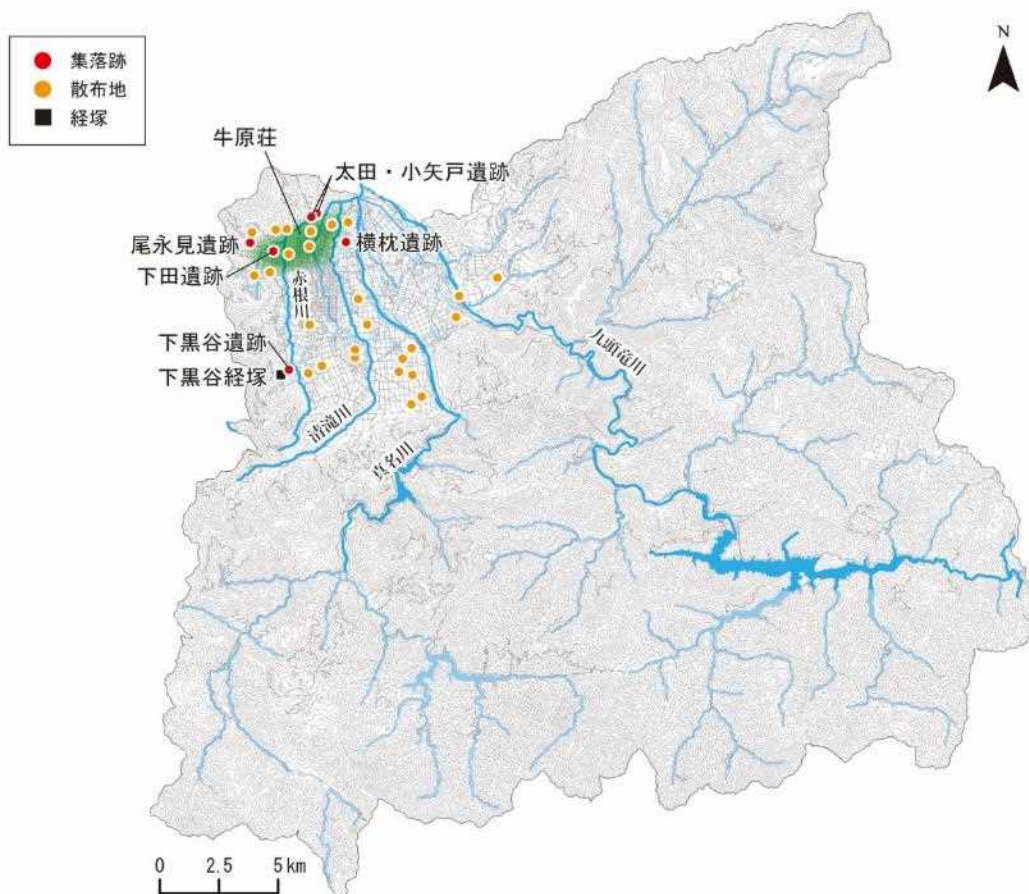 集落跡
散布地
経塚
N
牛原荘
太田・小矢戸遺跡
尾永見遺跡
横枕遺跡
下田遺跡
赤根川
九頭竜川
下黒谷遺跡
下黒谷経塚
清滝川
真名川
0 2.5 5km